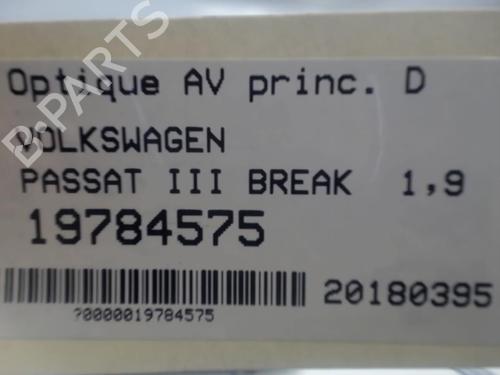 B-PARTS
Optique AV princ. D
VOLKSWAGEN
PASSAT III BREAK 1,9
19784575
20180395
?0000019784575